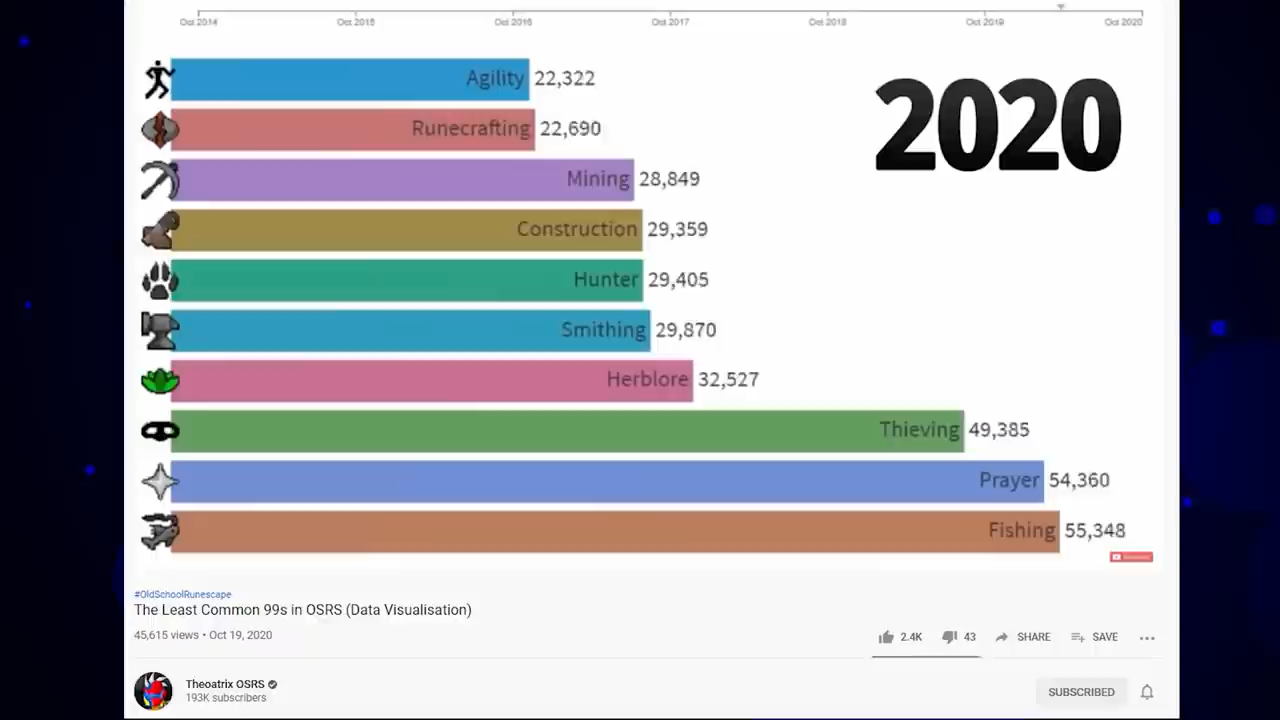 Oct 2014 Oct 2015 Oct 2016 Oct 2017 Oct 2018 Oct 2019 Oct 2020
2020
Agility 22,322
Runecrafting 22,690
Mining 28,849
Construction 29,359
Hunter 29,405
Smithing 29,870
Herblore 32,527
Thieving 49,385
Prayer 54,360
Fishing 55,348
#OldSchoolRunescape
The Least Common 99s in OSRS (Data Visualisation)
45,615 views • Oct 19, 2020
2.4K 43 SHARE SAVE
Theoatrix OSRS
193K subscribers
SUBSCRIBED